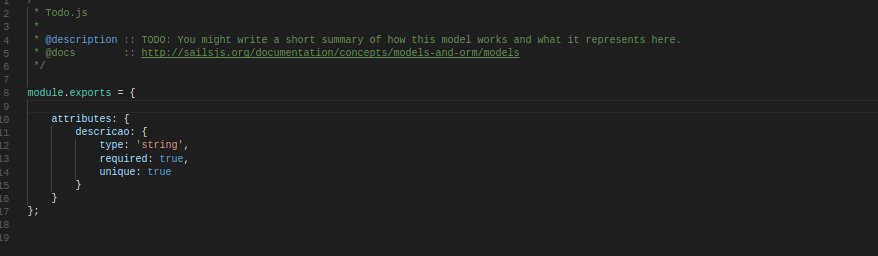 1 /
2 * Todo.js
3 *
4 * @description :: TODO: You might write a short summary of how this model works and what it represents here.
5 * @docs :: http://sailsjs.org/documentation/concepts/models-and-orm/models
6 */
7
8 module.exports = {
9
10 attributes: {
11 descricao: {
12 type: 'string',
13 required: true,
14 unique: true
15 }
16 }
17 };
18
19